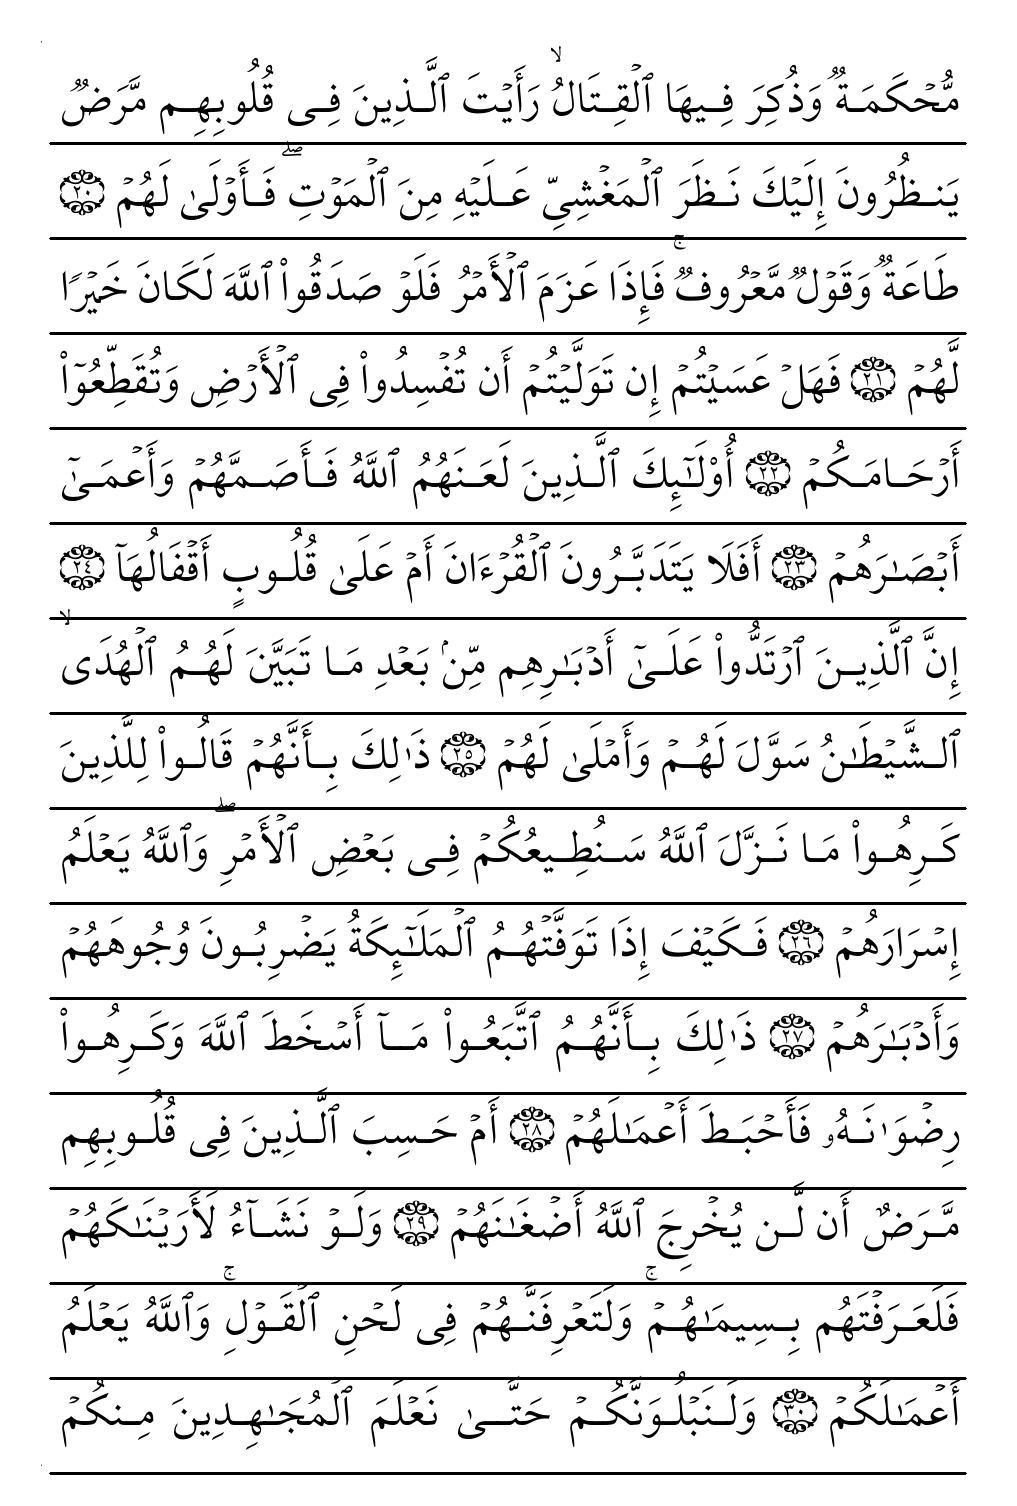 مُّحۡكَمَةٞ وَذُكِرَ فِيهَا ٱلۡقِتَالُۙ رَأَيۡتَ ٱلَّذِينَ فِي قُلُوبِهِم مَّرَضٞ
يَنظُرُونَ إِلَيۡكَ نَظَرَ ٱلۡمَغۡشِيِّ عَلَيۡهِ مِنَ ٱلۡمَوۡتِۖ فَأَوۡلَىٰ لَهُمۡ ٢٠
طَاعَةٞ وَقَوۡلٞ مَّعۡرُوفٞۚ فَإِذَا عَزَمَ ٱلۡأَمۡرُ فَلَوۡ صَدَقُواْ ٱللَّهَ لَكَانَ خَيۡرٗا
لَّهُمۡ ٢١ فَهَلۡ عَسَيۡتُمۡ إِن تَوَلَّيۡتُمۡ أَن تُفۡسِدُواْ فِي ٱلۡأَرۡضِ وَتُقَطِّعُوٓاْ
أَرۡحَامَكُمۡ ٢٢ أُوْلَـٰٓئِكَ ٱلَّذِينَ لَعَنَهُمُ ٱللَّهُ فَأَصَمَّهُمۡ وَأَعۡمَىٰٓ
أَبۡصَـٰرَهُمۡ ٢٣ أَفَلَا يَتَدَبَّرُونَ ٱلۡقُرۡءَانَ أَمۡ عَلَىٰ قُلُوبٍ أَقۡفَالُهَآ ٢٤
إِنَّ ٱلَّذِينَ ٱرۡتَدُّواْ عَلَىٰٓ أَدۡبَـٰرِهِم مِّنۢ بَعۡدِ مَا تَبَيَّنَ لَهُمُ ٱلۡهُدَىۙ
ٱلشَّيۡطَـٰنُ سَوَّلَ لَهُمۡ وَأَمۡلَىٰ لَهُمۡ ٢٥ ذَٰلِكَ بِأَنَّهُمۡ قَالُواْ لِلَّذِينَ
كَرِهُواْ مَا نَزَّلَ ٱللَّهُ سَنُطِيعُكُمۡ فِي بَعۡضِ ٱلۡأَمۡرِۖ وَٱللَّهُ يَعۡلَمُ
إِسۡرَارَهُمۡ ٢٦ فَكَيۡفَ إِذَا تَوَفَّتۡهُمُ ٱلۡمَلَـٰٓئِكَةُ يَضۡرِبُونَ وُجُوهَهُمۡ
وَأَدۡبَـٰرَهُمۡ ٢٧ ذَٰلِكَ بِأَنَّهُمُ ٱتَّبَعُواْ مَآ أَسۡخَطَ ٱللَّهَ وَكَرِهُواْ
رِضۡوَٰنَهُۥ فَأَحۡبَطَ أَعۡمَـٰلَهُمۡ ٢٨ أَمۡ حَسِبَ ٱلَّذِينَ فِي قُلُوبِهِم
مَّرَضٌ أَن لَّن يُخۡرِجَ ٱللَّهُ أَضۡغَـٰنَهُمۡ ٢٩ وَلَوۡ نَشَآءُ لَأَرَيۡنَـٰكَهُمۡ
فَلَعَرَفۡتَهُم بِسِيمَـٰهُمۡۚ وَلَتَعۡرِفَنَّهُمۡ فِي لَحۡنِ ٱلۡقَوۡلِۚ وَٱللَّهُ يَعۡلَمُ
أَعۡمَـٰلَكُمۡ ٣٠ وَلَنَبۡلُوَنَّكُمۡ حَتَّىٰ نَعۡلَمَ ٱلۡمُجَـٰهِدِينَ مِنكُمۡ